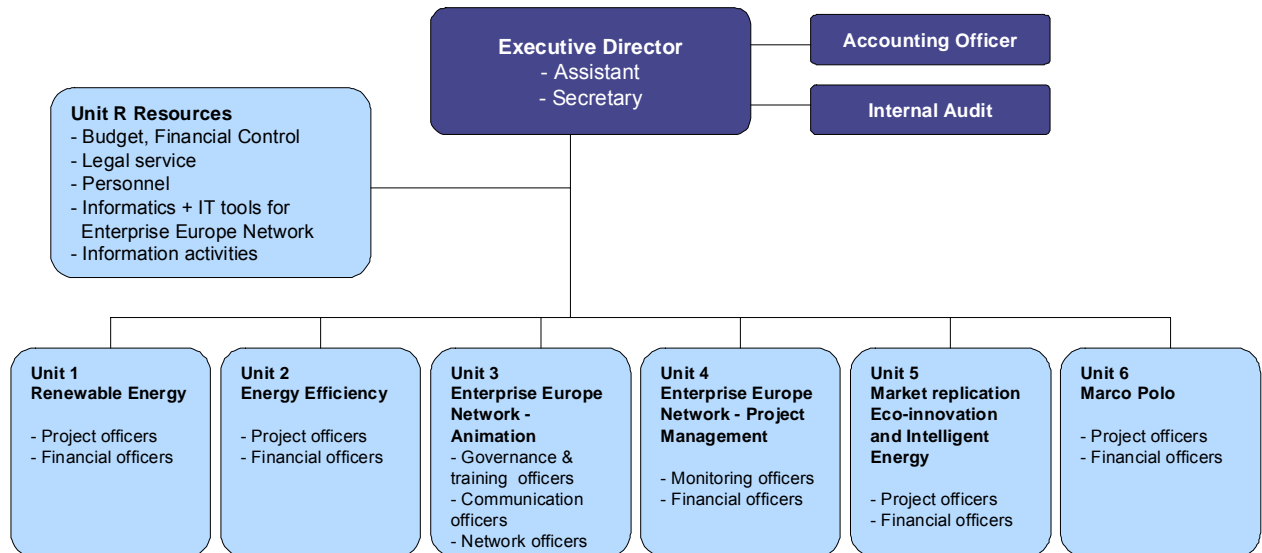 Executive Director
- Assistant
- Secretary
Accounting Officer
Internal Audit
Unit R Resources
- Budget, Financial Control
- Legal service
- Personnel
- Informatics + IT tools for
Enterprise Europe Network
- Information activities
Unit 1
Renewable Energy
- Project officers
- Financial officers
Unit 2
Energy Efficiency
- Project officers
- Financial officers
Unit 3
Enterprise Europe
Network -
Animation
- Governance &
training officers
- Communication
officers
- Network officers
Unit 4
Enterprise Europe
Network - Project
Management
- Monitoring officers
- Financial officers
Unit 5
Market replication
Eco-innovation
and Intelligent
Energy
- Project officers
- Financial officers
Unit 6
Marco Polo
- Project officers
- Financial officers